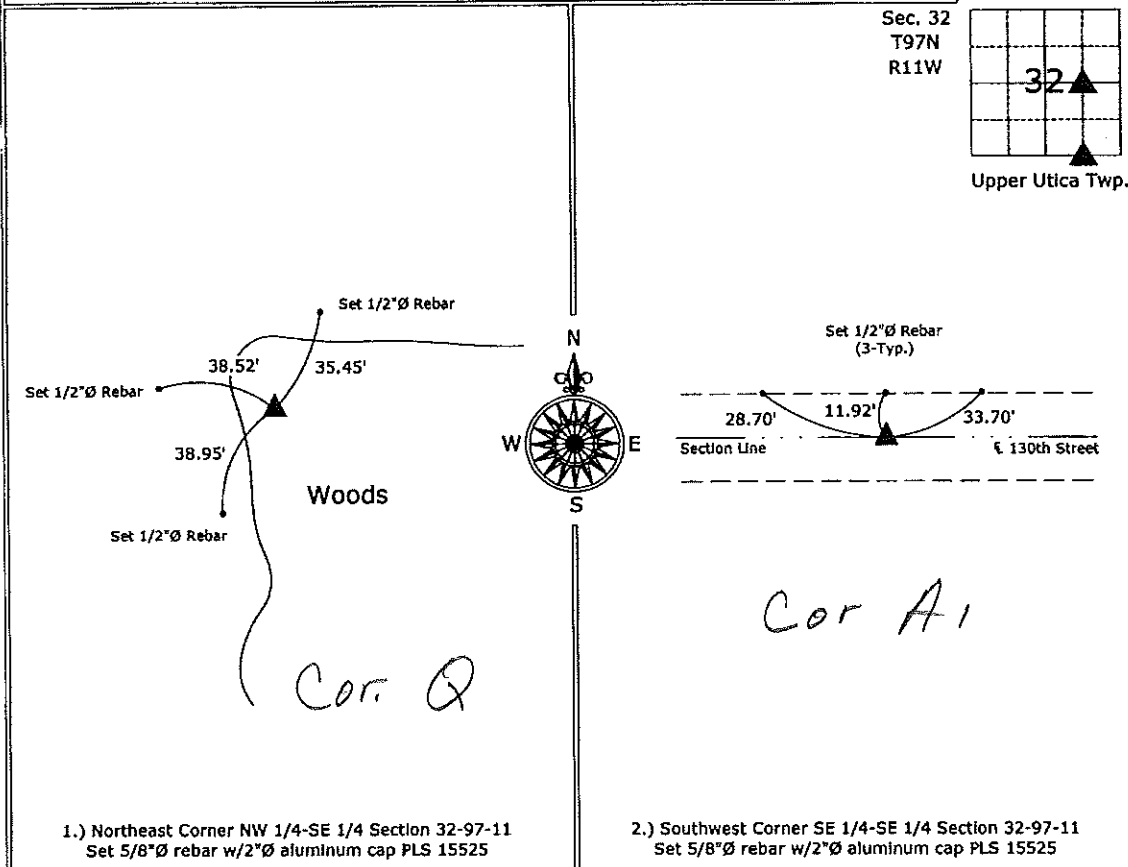 Sec. 32
T97N
R11W
32
Upper Utica Twp.
Set 1/2"Ø Rebar
38.52'
35.45'
Set 1/2"Ø Rebar
38.95'
Woods
Set 1/2"Ø Rebar
Cor. Q
N
W
E
S
Set 1/2"Ø Rebar
(3-Typ.)
28.70'
11.92'
33.70'
Section Line
℄ 130th Street
Cor A1
1.) Northeast Corner NW 1/4-SE 1/4 Section 32-97-11
Set 5/8"Ø rebar w/2"Ø aluminum cap PLS 15525
2.) Southwest Corner SE 1/4-SE 1/4 Section 32-97-11
Set 5/8"Ø rebar w/2"Ø aluminum cap PLS 15525